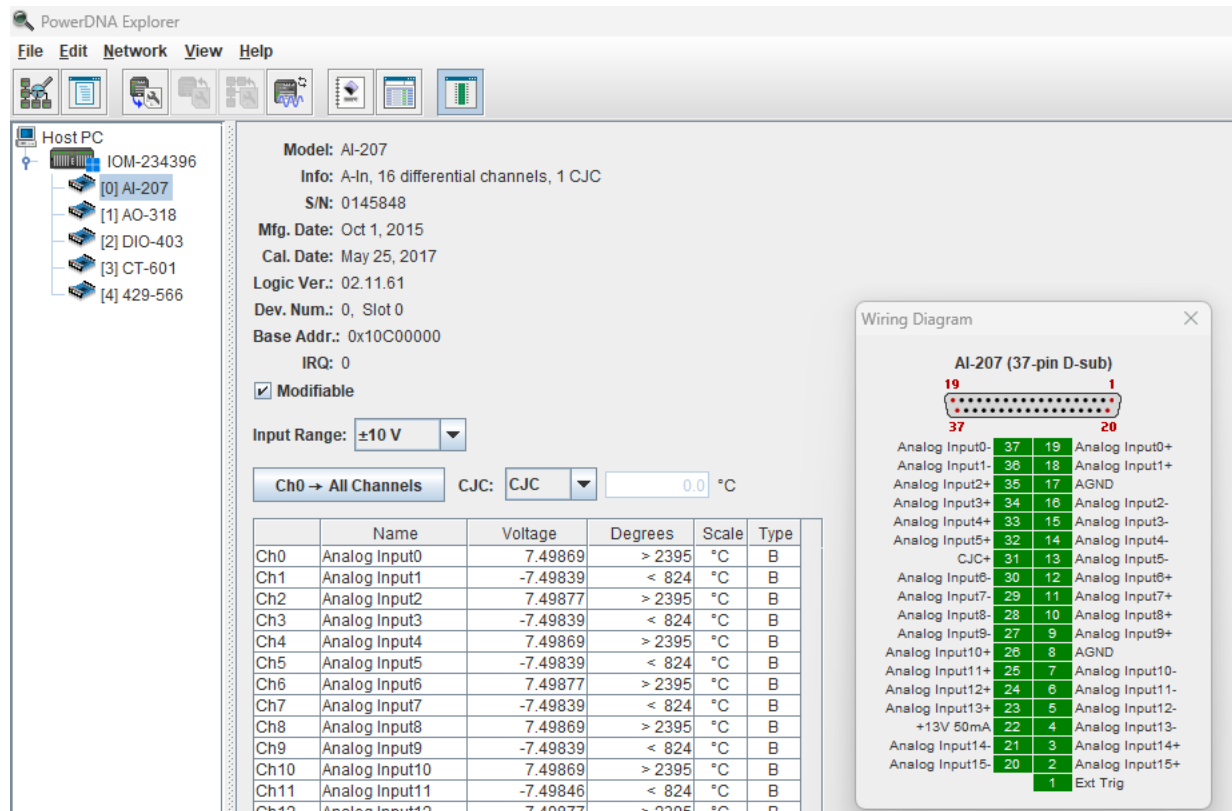 PowerDNA Explorer
File Edit Network View Help
Host PC
IOM-234396
[0] AI-207
[1] AO-318
[2] DIO-403
[3] CT-601
[4] 429-566
Model: AI-207
Info: A-In, 16 differential channels, 1 CJC
S/N: 0145848
Mfg. Date: Oct 1, 2015
Cal. Date: May 25, 2017
Logic Ver.: 02.11.61
Dev. Num.: 0, Slot 0
Base Addr.: 0x10C00000
IRQ: 0
Modifiable
Input Range: ±10 V
Ch0 → All Channels CJC: CJC 0.0 °C
Name Voltage Degrees Scale Type
Ch0 Analog Input0 7.49869 > 2395 °C B
Ch1 Analog Input1 -7.49839 < 824 °C B
Ch2 Analog Input2 7.49877 > 2395 °C B
Ch3 Analog Input3 -7.49839 < 824 °C B
Ch4 Analog Input4 7.49869 > 2395 °C B
Ch5 Analog Input5 -7.49839 < 824 °C B
Ch6 Analog Input6 7.49877 > 2395 °C B
Ch7 Analog Input7 -7.49839 < 824 °C B
Ch8 Analog Input8 7.49869 > 2395 °C B
Ch9 Analog Input9 -7.49839 < 824 °C B
Ch10 Analog Input10 7.49869 > 2395 °C B
Ch11 Analog Input11 -7.49846 < 824 °C B
Ch12 Analog Input12 7.49877 > 2395 °C B
Wiring Diagram
AI-207 (37-pin D-sub)
19 1
37 20
Analog Input0- 37 19 Analog Input0+
Analog Input1- 36 18 Analog Input1+
Analog Input2+ 35 17 AGND
Analog Input3+ 34 16 Analog Input2-
Analog Input4+ 33 15 Analog Input3-
Analog Input5+ 32 14 Analog Input4-
CJC+ 31 13 Analog Input5-
Analog Input6- 30 12 Analog Input6+
Analog Input7- 29 11 Analog Input7+
Analog Input8- 28 10 Analog Input8+
Analog Input9- 27 9 Analog Input9+
Analog Input10+ 26 8 AGND
Analog Input11+ 25 7 Analog Input10-
Analog Input12+ 24 6 Analog Input11-
Analog Input13+ 23 5 Analog Input12-
+13V 50mA 22 4 Analog Input13-
Analog Input14- 21 3 Analog Input14+
Analog Input15- 20 2 Analog Input15+
1 Ext Trig